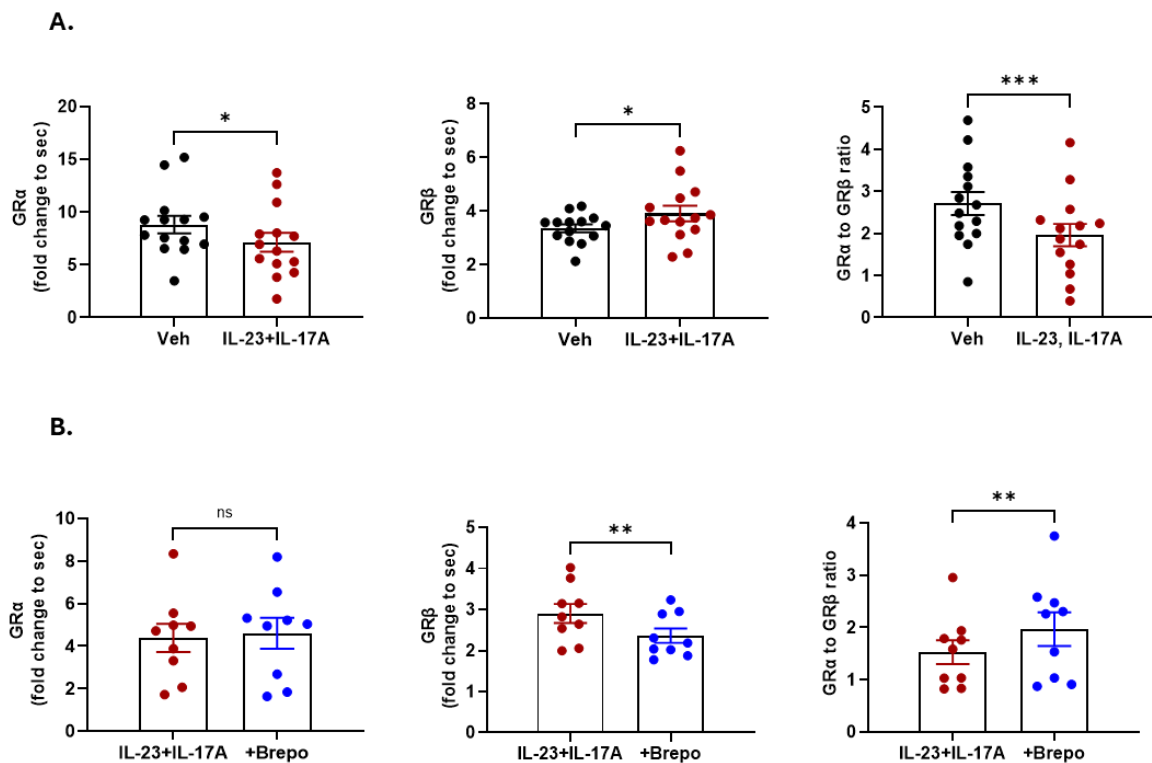 A.
GRα
(fold change to sec)
20
15
10
5
0
*
Veh
IL-23+IL-17A
GRβ
(fold change to sec)
8
6
4
2
0
*
Veh
IL-23+IL-17A
GRα to GRβ ratio
5
4
3
2
1
0
***
Veh
IL-23, IL-17A
B.
GRα
(fold change to sec)
10
8
6
4
2
0
ns
IL-23+IL-17A
+Brepo
GRβ
(fold change to sec)
5
4
3
2
1
0
**
IL-23+IL-17A
+Brepo
GRα to GRβ ratio
4
3
2
1
0
**
IL-23+IL-17A
+Brepo